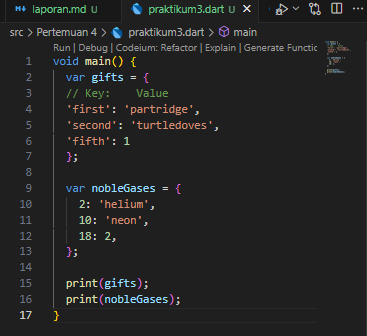 laporan.md U praktikum3.dart U
src > Pertemuan 4 > praktikum3.dart > main
Run | Debug | Codeium: Refactor | Explain | Generate Functio
1 void main() {
2 var gifts = {
3 // Key:    Value
4 'first': 'partridge',
5 'second': 'turtledoves',
6 'fifth': 1
7 };
8
9 var nobleGases = {
10 2: 'helium',
11 10: 'neon',
12 18: 2,
13 };
14
15 print(gifts);
16 print(nobleGases);
17 }